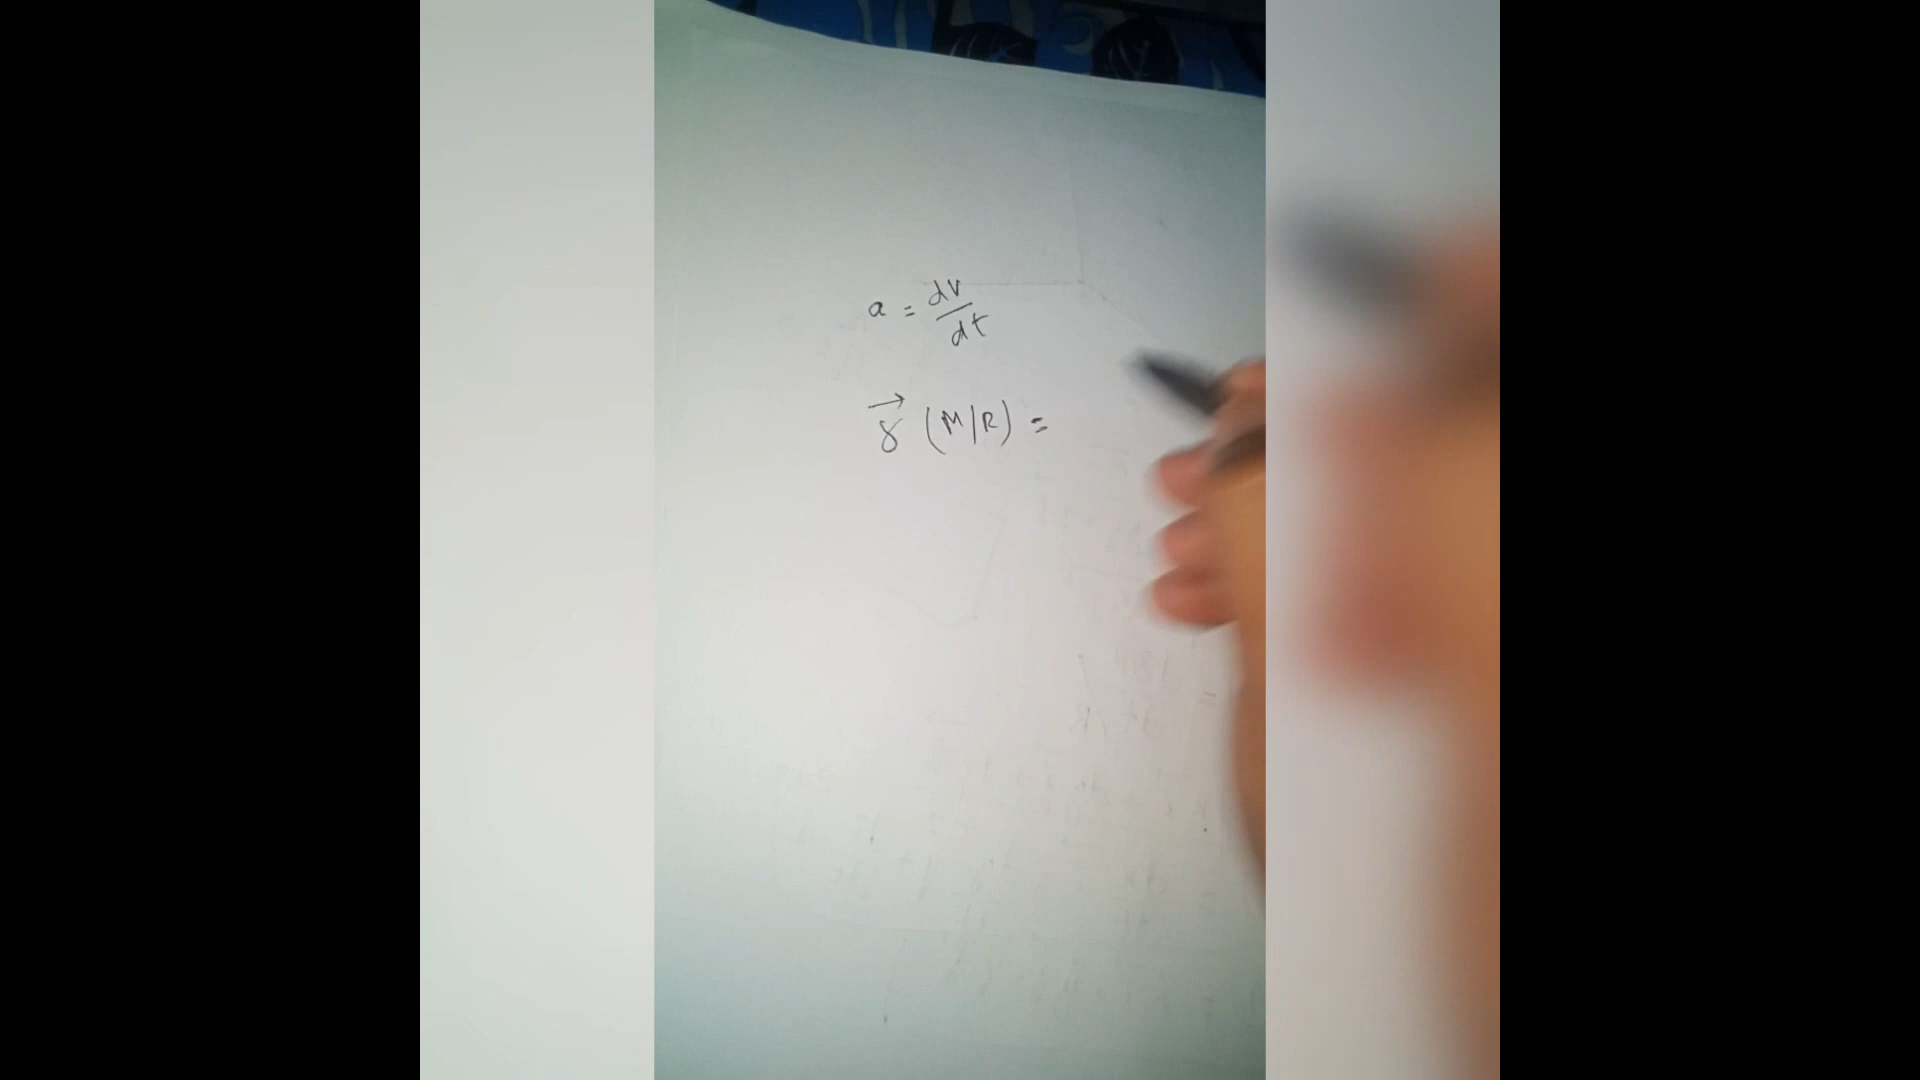 a = dV/dt
γ⃗ (M/R) =